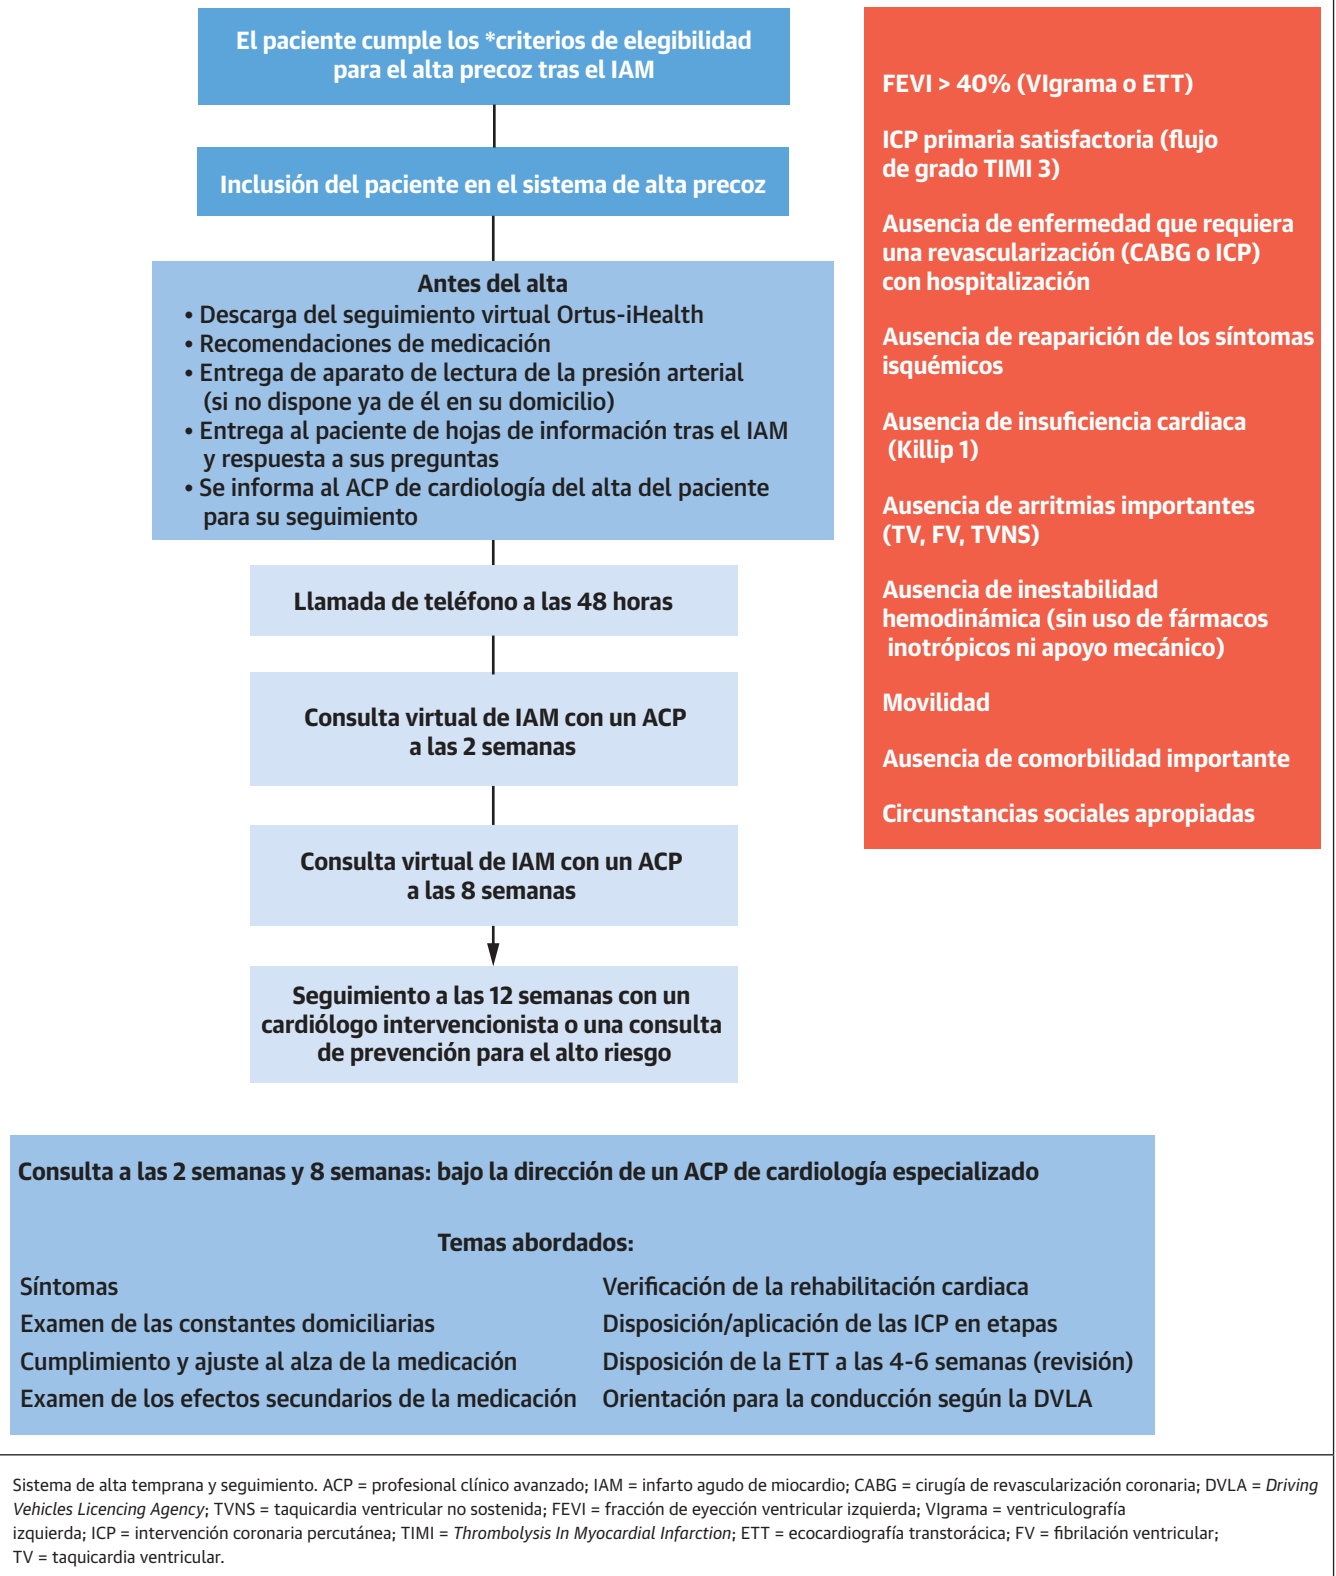 El paciente cumple los *criterios de elegibilidad
para el alta precoz tras el IAM
Inclusión del paciente en el sistema de alta precoz
Antes del alta
• Descarga del seguimiento virtual Ortus-iHealth
• Recomendaciones de medicación
• Entrega de aparato de lectura de la presión arterial
(si no dispone ya de él en su domicilio)
• Entrega al paciente de hojas de información tras el IAM
y respuesta a sus preguntas
• Se informa al ACP de cardiología del alta del paciente
para su seguimiento
Llamada de teléfono a las 48 horas
Consulta virtual de IAM con un ACP
a las 2 semanas
Consulta virtual de IAM con un ACP
a las 8 semanas
Seguimiento a las 12 semanas con un
cardiólogo intervencionista o una consulta
de prevención para el alto riesgo
FEVI > 40% (VIgrama o ETT)
ICP primaria satisfactoria (flujo
de grado TIMI 3)
Ausencia de enfermedad que requiera
una revascularización (CABG o ICP)
con hospitalización
Ausencia de reaparición de los síntomas
isquémicos
Ausencia de insuficiencia cardiaca
(Killip 1)
Ausencia de arritmias importantes
(TV, FV, TVNS)
Ausencia de inestabilidad
hemodinámica (sin uso de fármacos
inotrópicos ni apoyo mecánico)
Movilidad
Ausencia de comorbilidad importante
Circunstancias sociales apropiadas
Consulta a las 2 semanas y 8 semanas: bajo la dirección de un ACP de cardiología especializado
Temas abordados:
Síntomas
Examen de las constantes domiciliarias
Cumplimiento y ajuste al alza de la medicación
Examen de los efectos secundarios de la medicación
Verificación de la rehabilitación cardiaca
Disposición/aplicación de las ICP en etapas
Disposición de la ETT a las 4-6 semanas (revisión)
Orientación para la conducción según la DVLA
Sistema de alta temprana y seguimiento. ACP = profesional clínico avanzado; IAM = infarto agudo de miocardio; CABG = cirugía de revascularización coronaria; DVLA = Driving
Vehicles Licencing Agency; TVNS = taquicardia ventricular no sostenida; FEVI = fracción de eyección ventricular izquierda; VIgrama = ventriculografía
izquierda; ICP = intervención coronaria percutánea; TIMI = Thrombolysis In Myocardial Infarction; ETT = ecocardiografía transtorácica; FV = fibrilación ventricular;
TV = taquicardia ventricular.